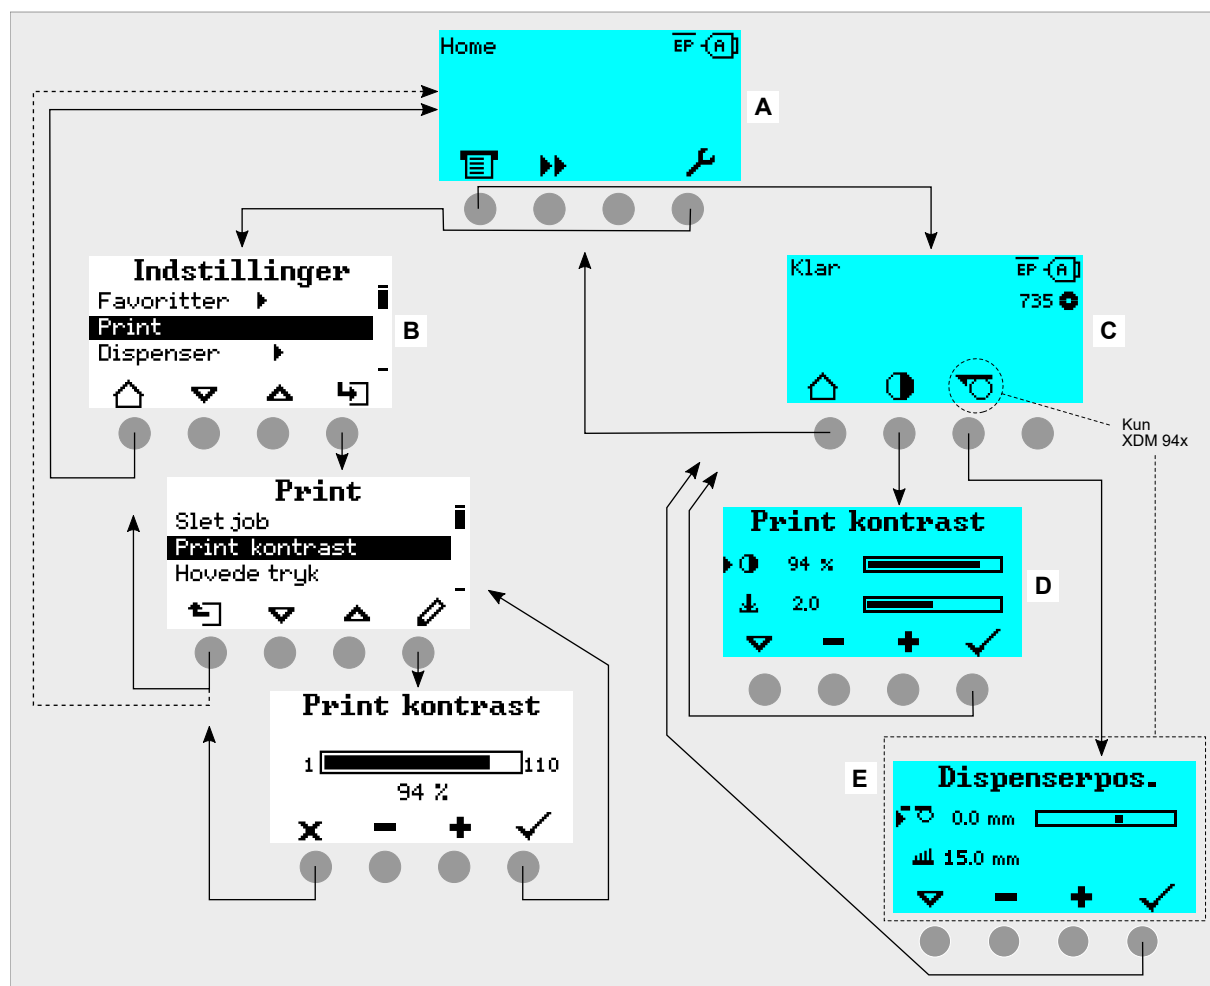 Home
EP A
A
Indstillinger
Favoritter
Print
Dispenser
B
Klar
EP A
735
C
Kun
XDM 94x
Print
Slet job
Print kontrast
Hovede tryk
Print kontrast
94 %
2.0
D
Print kontrast
1 110
94 %
E
Dispenserpos.
0.0 mm
15.0 mm